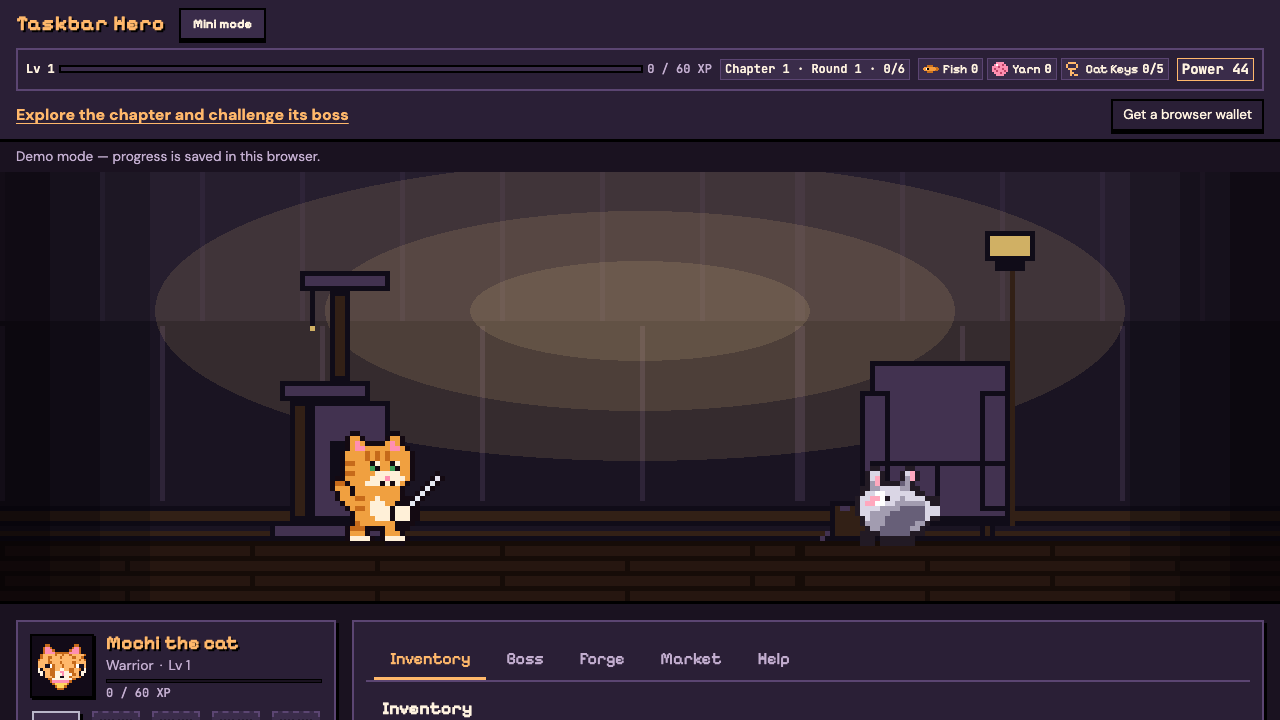 Taskbar Hero
Mini mode
Lv 1
0 / 60 XP
Chapter 1 · Round 1 · 0/6
Fish 0
Yarn 0
Cat Keys 0/5
Power 44
Explore the chapter and challenge its boss
Get a browser wallet
Demo mode — progress is saved in this browser.
Mochi the cat
Warrior · Lv 1
0 / 60 XP
Inventory
Boss
Forge
Market
Help
Inventory